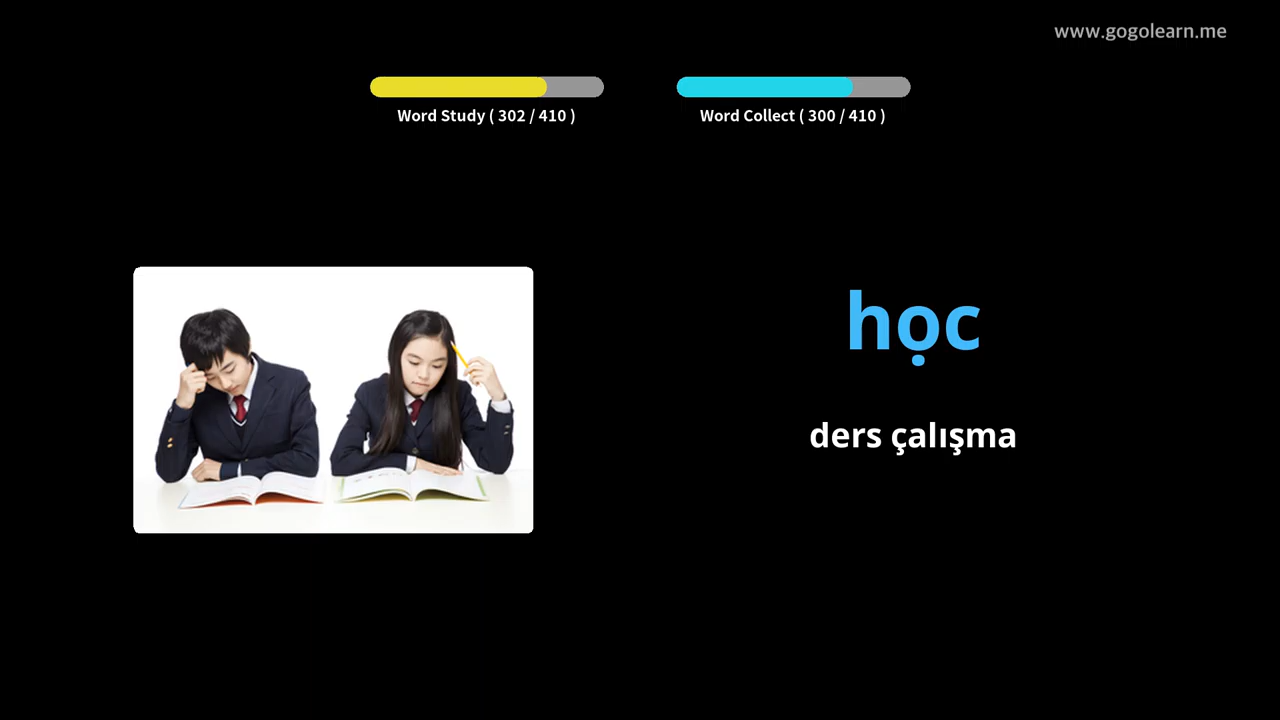 www.gogolearn.me
Word Study ( 302 / 410 )
Word Collect ( 300 / 410 )
học
ders çalışma